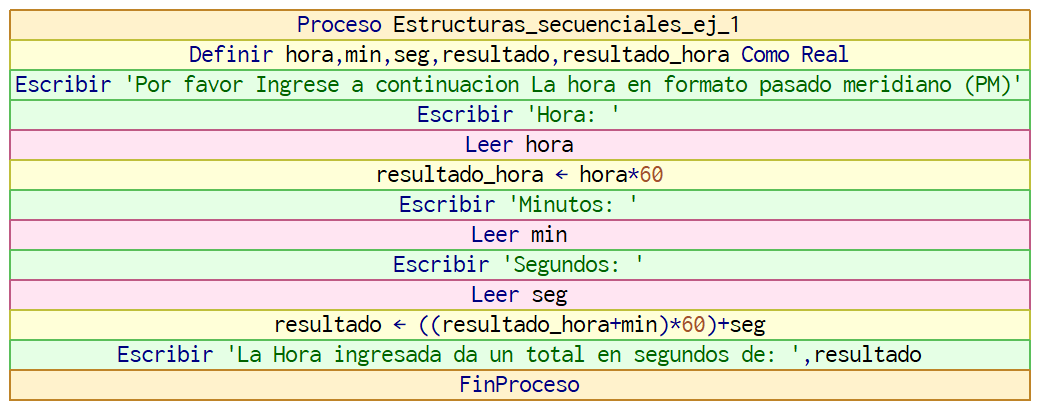 Proceso Estructuras_secuenciales_ej_1
Definir hora,min,seg,resultado,resultado_hora Como Real
Escribir 'Por favor Ingrese a continuacion La hora en formato pasado meridiano (PM)'
Escribir 'Hora: '
Leer hora
resultado_hora ← hora*60
Escribir 'Minutos: '
Leer min
Escribir 'Segundos: '
Leer seg
resultado ← ((resultado_hora+min)*60)+seg
Escribir 'La Hora ingresada da un total en segundos de: ',resultado
FinProceso